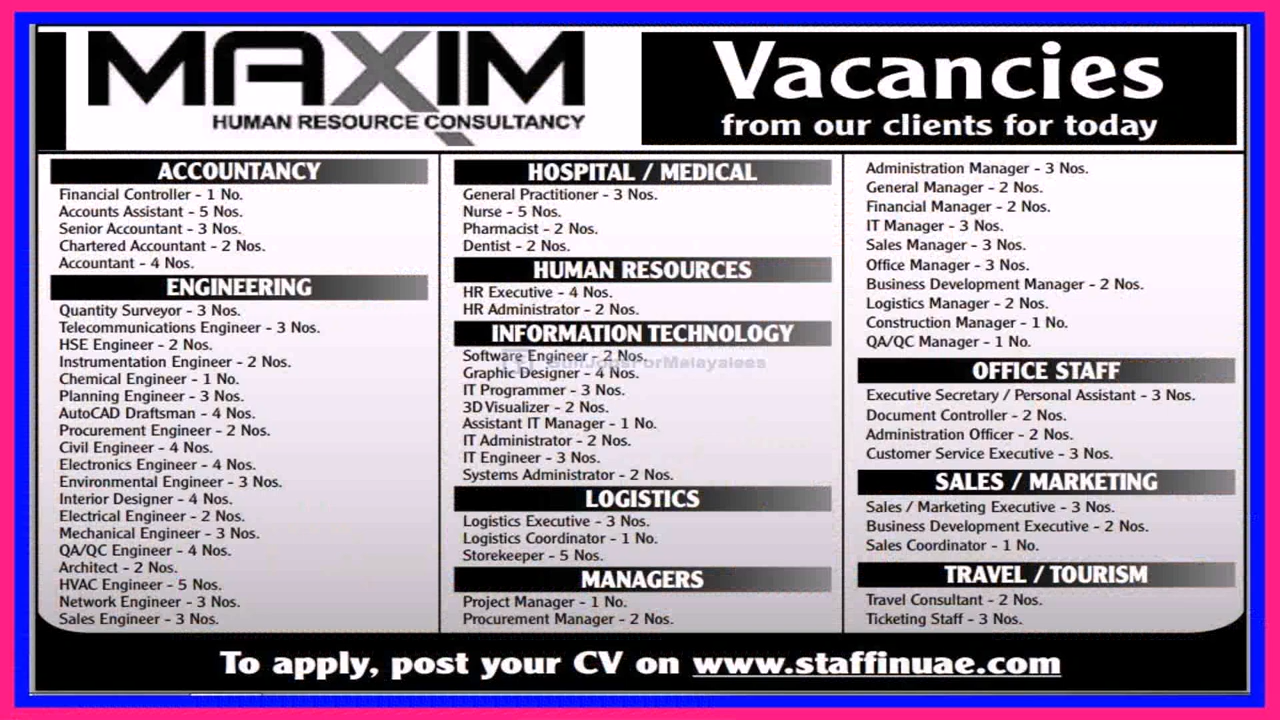 MAXIM
HUMAN RESOURCE CONSULTANCY
Vacancies
from our clients for today
ACCOUNTANCY
Financial Controller - 1 No.
Accounts Assistant - 5 Nos.
Senior Accountant - 3 Nos.
Chartered Accountant - 2 Nos.
Accountant - 4 Nos.
ENGINEERING
Quantity Surveyor - 3 Nos.
Telecommunications Engineer - 3 Nos.
HSE Engineer - 2 Nos.
Instrumentation Engineer - 2 Nos.
Chemical Engineer - 1 No.
Planning Engineer - 3 Nos.
AutoCAD Draftsman - 4 Nos.
Procurement Engineer - 2 Nos.
Civil Engineer - 4 Nos.
Electronics Engineer - 4 Nos.
Environmental Engineer - 3 Nos.
Interior Designer - 4 Nos.
Electrical Engineer - 2 Nos.
Mechanical Engineer - 3 Nos.
QA/QC Engineer - 4 Nos.
Architect - 2 Nos.
HVAC Engineer - 5 Nos.
Network Engineer - 3 Nos.
Sales Engineer - 3 Nos.
HOSPITAL / MEDICAL
General Practitioner - 3 Nos.
Nurse - 5 Nos.
Pharmacist - 2 Nos.
Dentist - 2 Nos.
HUMAN RESOURCES
HR Executive - 4 Nos.
HR Administrator - 2 Nos.
INFORMATION TECHNOLOGY
Software Engineer - 2 Nos.
GulfJobsForMalayalees
Graphic Designer - 4 Nos.
IT Programmer - 3 Nos.
3D Visualizer - 2 Nos.
Assistant IT Manager - 1 No.
IT Administrator - 2 Nos.
IT Engineer - 3 Nos.
Systems Administrator - 2 Nos.
LOGISTICS
Logistics Executive - 3 Nos.
Logistics Coordinator - 1 No.
Storekeeper - 5 Nos.
MANAGERS
Project Manager - 1 No.
Procurement Manager - 2 Nos.
Administration Manager - 3 Nos.
General Manager - 2 Nos.
Financial Manager - 2 Nos.
IT Manager - 3 Nos.
Sales Manager - 3 Nos.
Office Manager - 3 Nos.
Business Development Manager - 2 Nos.
Logistics Manager - 2 Nos.
Construction Manager - 1 No.
QA/QC Manager - 1 No.
OFFICE STAFF
Executive Secretary / Personal Assistant - 3 Nos.
Document Controller - 2 Nos.
Administration Officer - 2 Nos.
Customer Service Executive - 3 Nos.
SALES / MARKETING
Sales / Marketing Executive - 3 Nos.
Business Development Executive - 2 Nos.
Sales Coordinator - 1 No.
TRAVEL / TOURISM
Travel Consultant - 2 Nos.
Ticketing Staff - 3 Nos.
To apply, post your CV on www.staffinuae.com